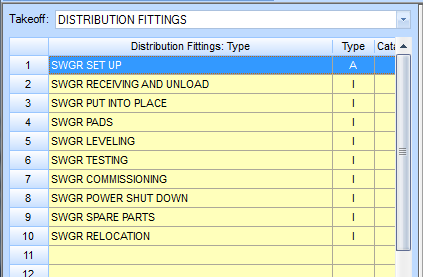 Takeoff: DISTRIBUTION FITTINGS
Distribution Fittings: Type Type Cata
1 SWGR SET UP A
2 SWGR RECEIVING AND UNLOAD I
3 SWGR PUT INTO PLACE I
4 SWGR PADS I
5 SWGR LEVELING I
6 SWGR TESTING I
7 SWGR COMMISSIONING I
8 SWGR POWER SHUT DOWN I
9 SWGR SPARE PARTS I
10 SWGR RELOCATION I
11
12